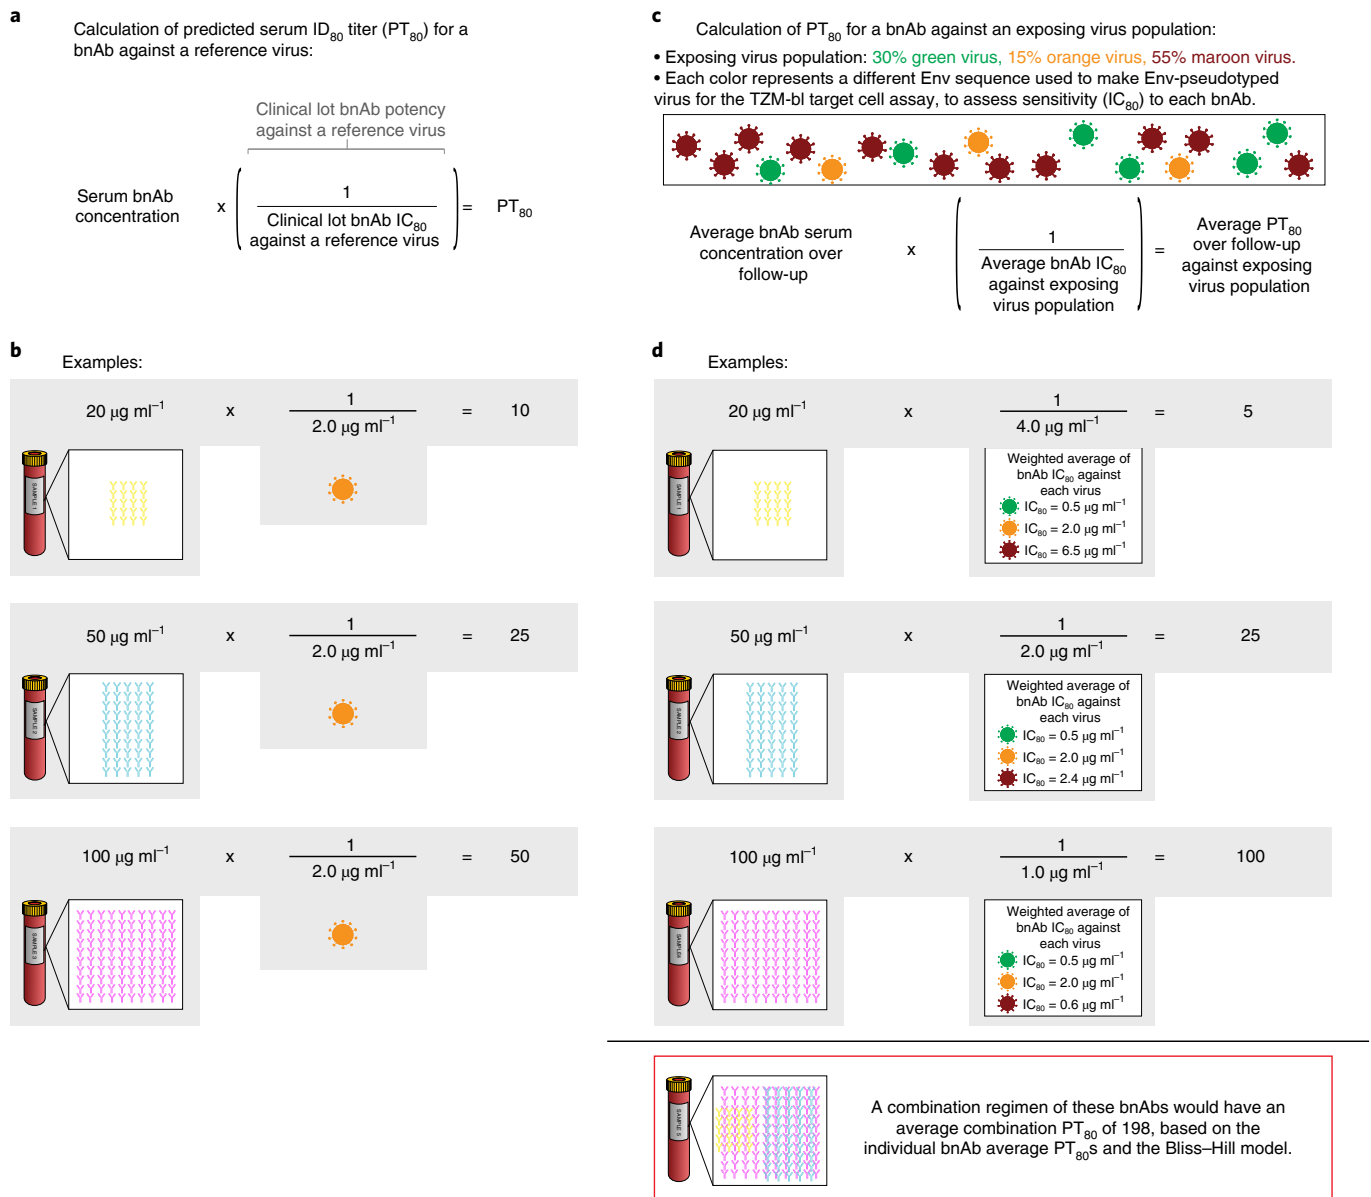 a
Calculation of predicted serum ID80 titer (PT80) for a
bnAb against a reference virus:
Clinical lot bnAb potency
against a reference virus
Serum bnAb
concentration
x
1
Clinical lot bnAb IC80
against a reference virus
=
PT80
b
Examples:
20 µg ml−1 x 1 = 10
2.0 µg ml−1
SAMPLE 1
50 µg ml−1 x 1 = 25
2.0 µg ml−1
SAMPLE 2
100 µg ml−1 x 1 = 50
2.0 µg ml−1
SAMPLE 3
c
Calculation of PT80 for a bnAb against an exposing virus population:
• Exposing virus population: 30% green virus, 15% orange virus, 55% maroon virus.
• Each color represents a different Env sequence used to make Env-pseudotyped
virus for the TZM-bl target cell assay, to assess sensitivity (IC80) to each bnAb.
Average bnAb serum
concentration over
follow-up
x
1
Average bnAb IC80
against exposing
virus population
=
Average PT80
over follow-up
against exposing
virus population
d
Examples:
20 µg ml−1 x 1 = 5
4.0 µg ml−1
SAMPLE 1
Weighted average of
bnAb IC80 against
each virus
IC80 = 0.5 µg ml−1
IC80 = 2.0 µg ml−1
IC80 = 6.5 µg ml−1
50 µg ml−1 x 1 = 25
2.0 µg ml−1
SAMPLE 2
Weighted average of
bnAb IC80 against
each virus
IC80 = 0.5 µg ml−1
IC80 = 2.0 µg ml−1
IC80 = 2.4 µg ml−1
100 µg ml−1 x 1 = 100
1.0 µg ml−1
Weighted average of
bnAb IC80 against
each virus
IC80 = 0.5 µg ml−1
IC80 = 2.0 µg ml−1
IC80 = 0.6 µg ml−1
A combination regimen of these bnAbs would have an
average combination PT80 of 198, based on the
individual bnAb average PT80s and the Bliss–Hill model.